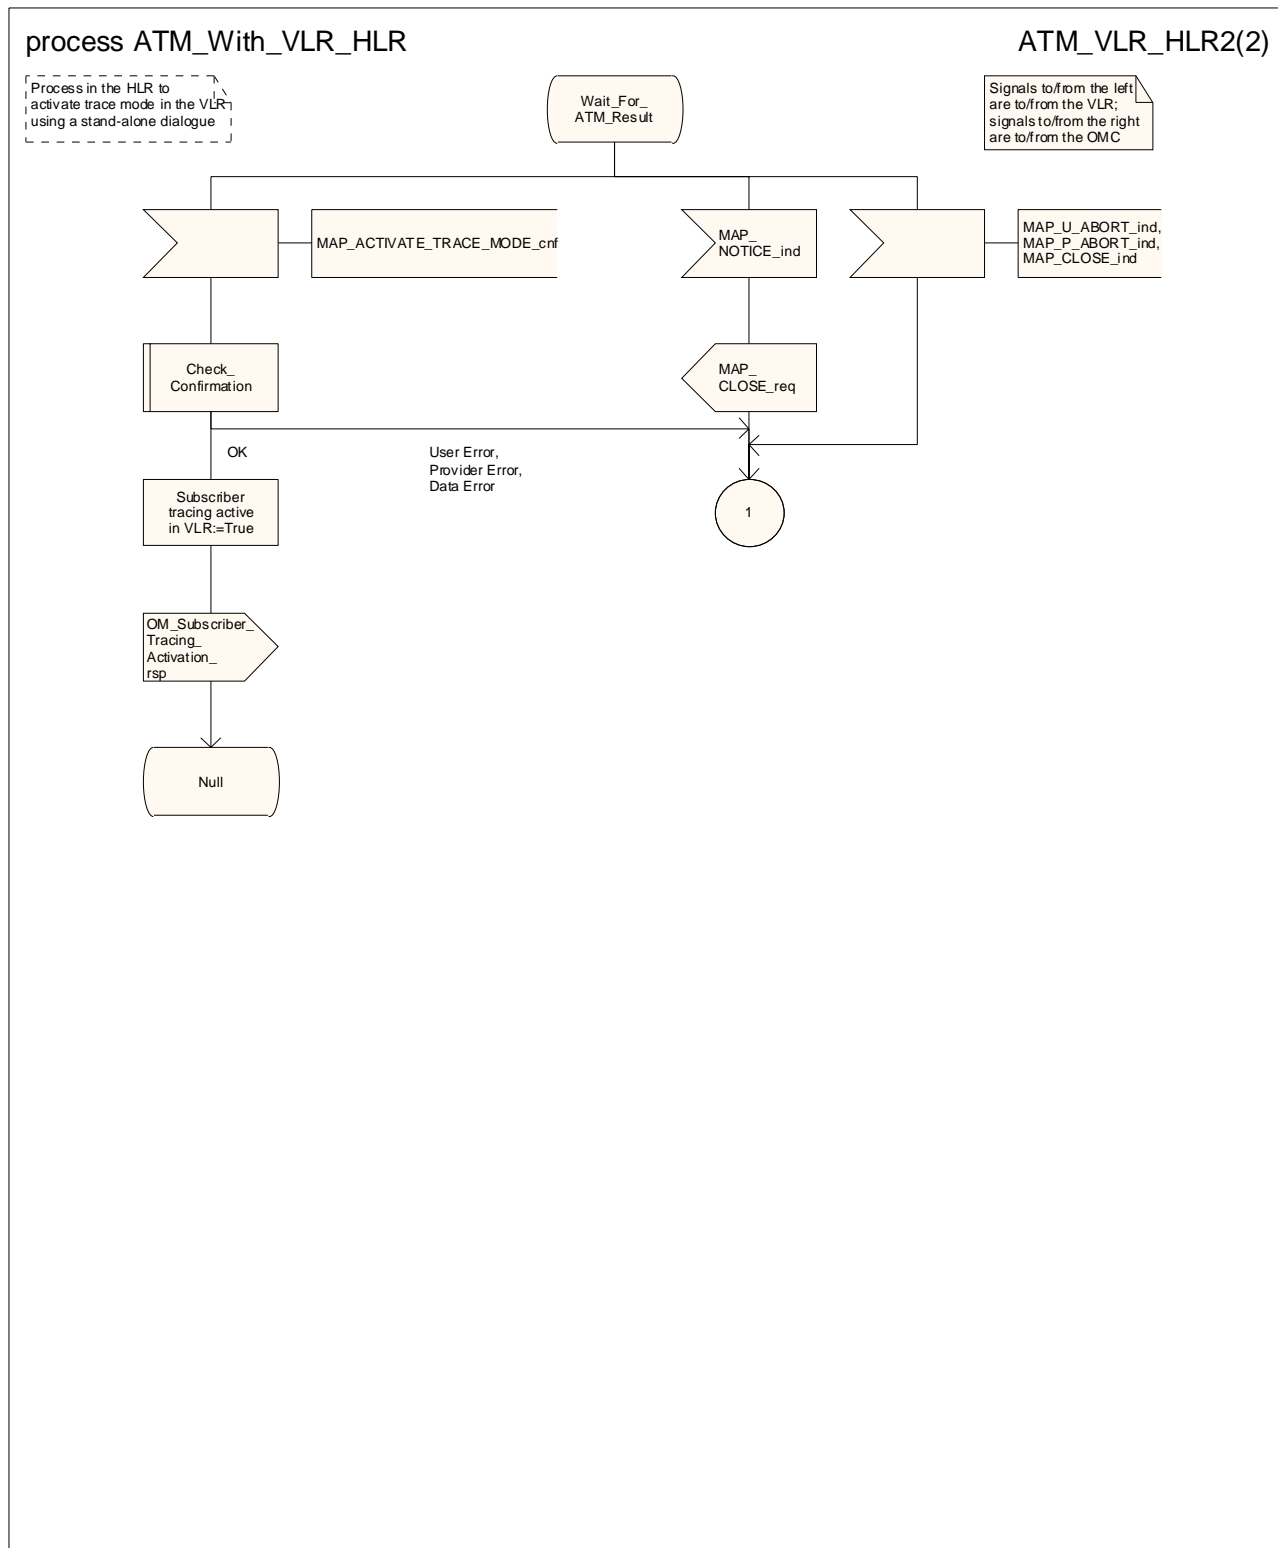 process ATM_With_VLR_HLR
ATM_VLR_HLR2(2)
Process in the HLR to
activate trace mode in the VLR
using a stand-alone dialogue
Wait_For_
ATM_Result
Signals to/from the left
are to/from the VLR;
signals to/from the right
are to/from the OMC
MAP_ACTIVATE_TRACE_MODE_cnf
MAP_
NOTICE_ind
MAP_U_ABORT_ind,
MAP_P_ABORT_ind,
MAP_CLOSE_ind
Check_
Confirmation
MAP_
CLOSE_req
OK
User Error,
Provider Error,
Data Error
Subscriber
tracing active
in VLR:=True
1
OM_Subscriber_
Tracing_
Activation_
rsp
Null